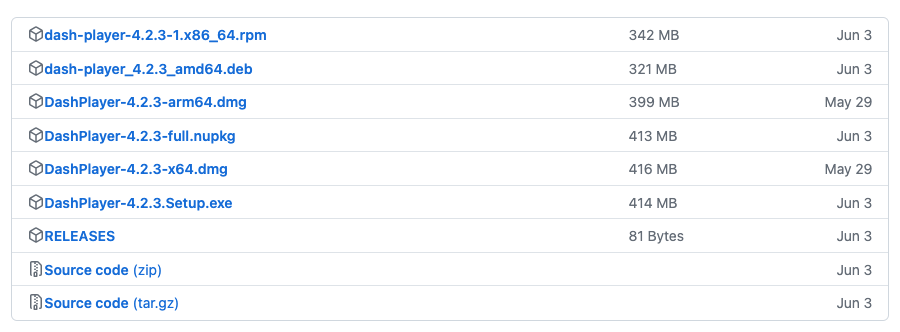 dash-player-4.2.3-1.x86_64.rpm 342 MB Jun 3
dash-player_4.2.3_amd64.deb 321 MB Jun 3
DashPlayer-4.2.3-arm64.dmg 399 MB May 29
DashPlayer-4.2.3-full.nupkg 413 MB Jun 3
DashPlayer-4.2.3-x64.dmg 416 MB May 29
DashPlayer-4.2.3.Setup.exe 414 MB Jun 3
RELEASES 81 Bytes Jun 3
Source code (zip) Jun 3
Source code (tar.gz) Jun 3